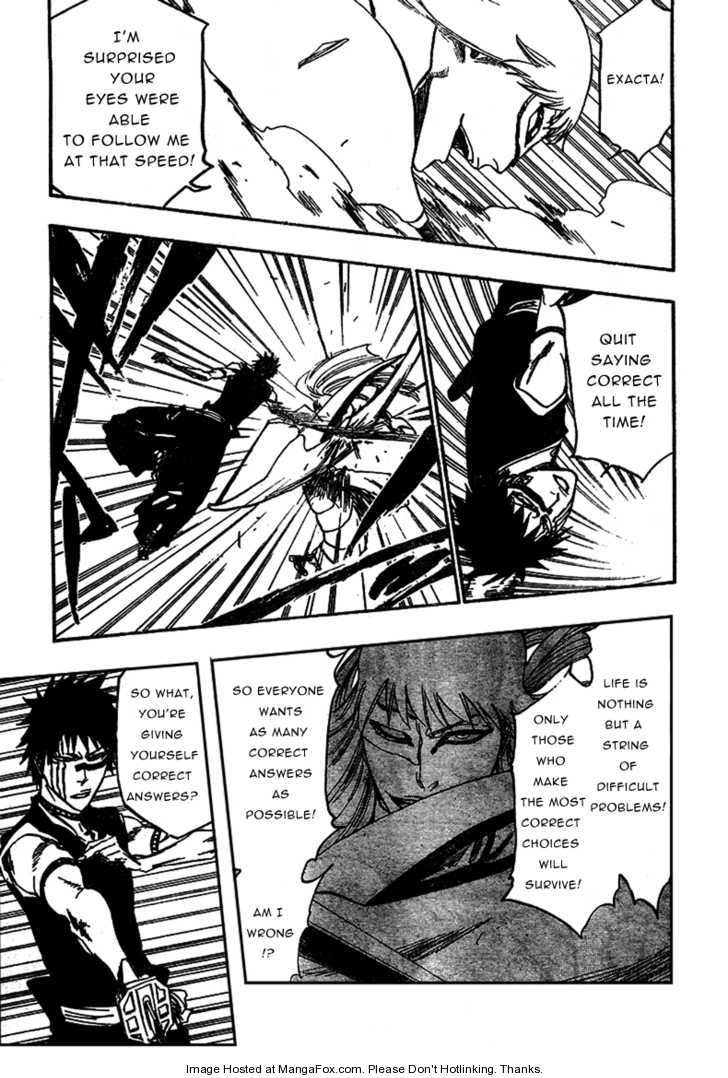 EXACTA!
I'M
SURPRISED
YOUR
EYES WERE
ABLE
TO FOLLOW ME
AT THAT SPEED!
QUIT
SAYING
CORRECT
ALL THE
TIME!
LIFE IS
NOTHING
BUT A
STRING
OF
DIFFICULT
PROBLEMS!
ONLY
THOSE
WHO
MAKE
THE MOST
CORRECT
CHOICES
WILL
SURVIVE!
SO EVERYONE
WANTS
AS MANY
CORRECT
ANSWERS
AS
POSSIBLE!
AM I
WRONG
!?
SO WHAT,
YOU'RE
GIVING
YOURSELF
CORRECT
ANSWERS?
Image Hosted at MangaFox.com. Please Don't Hotlinking. Thanks.